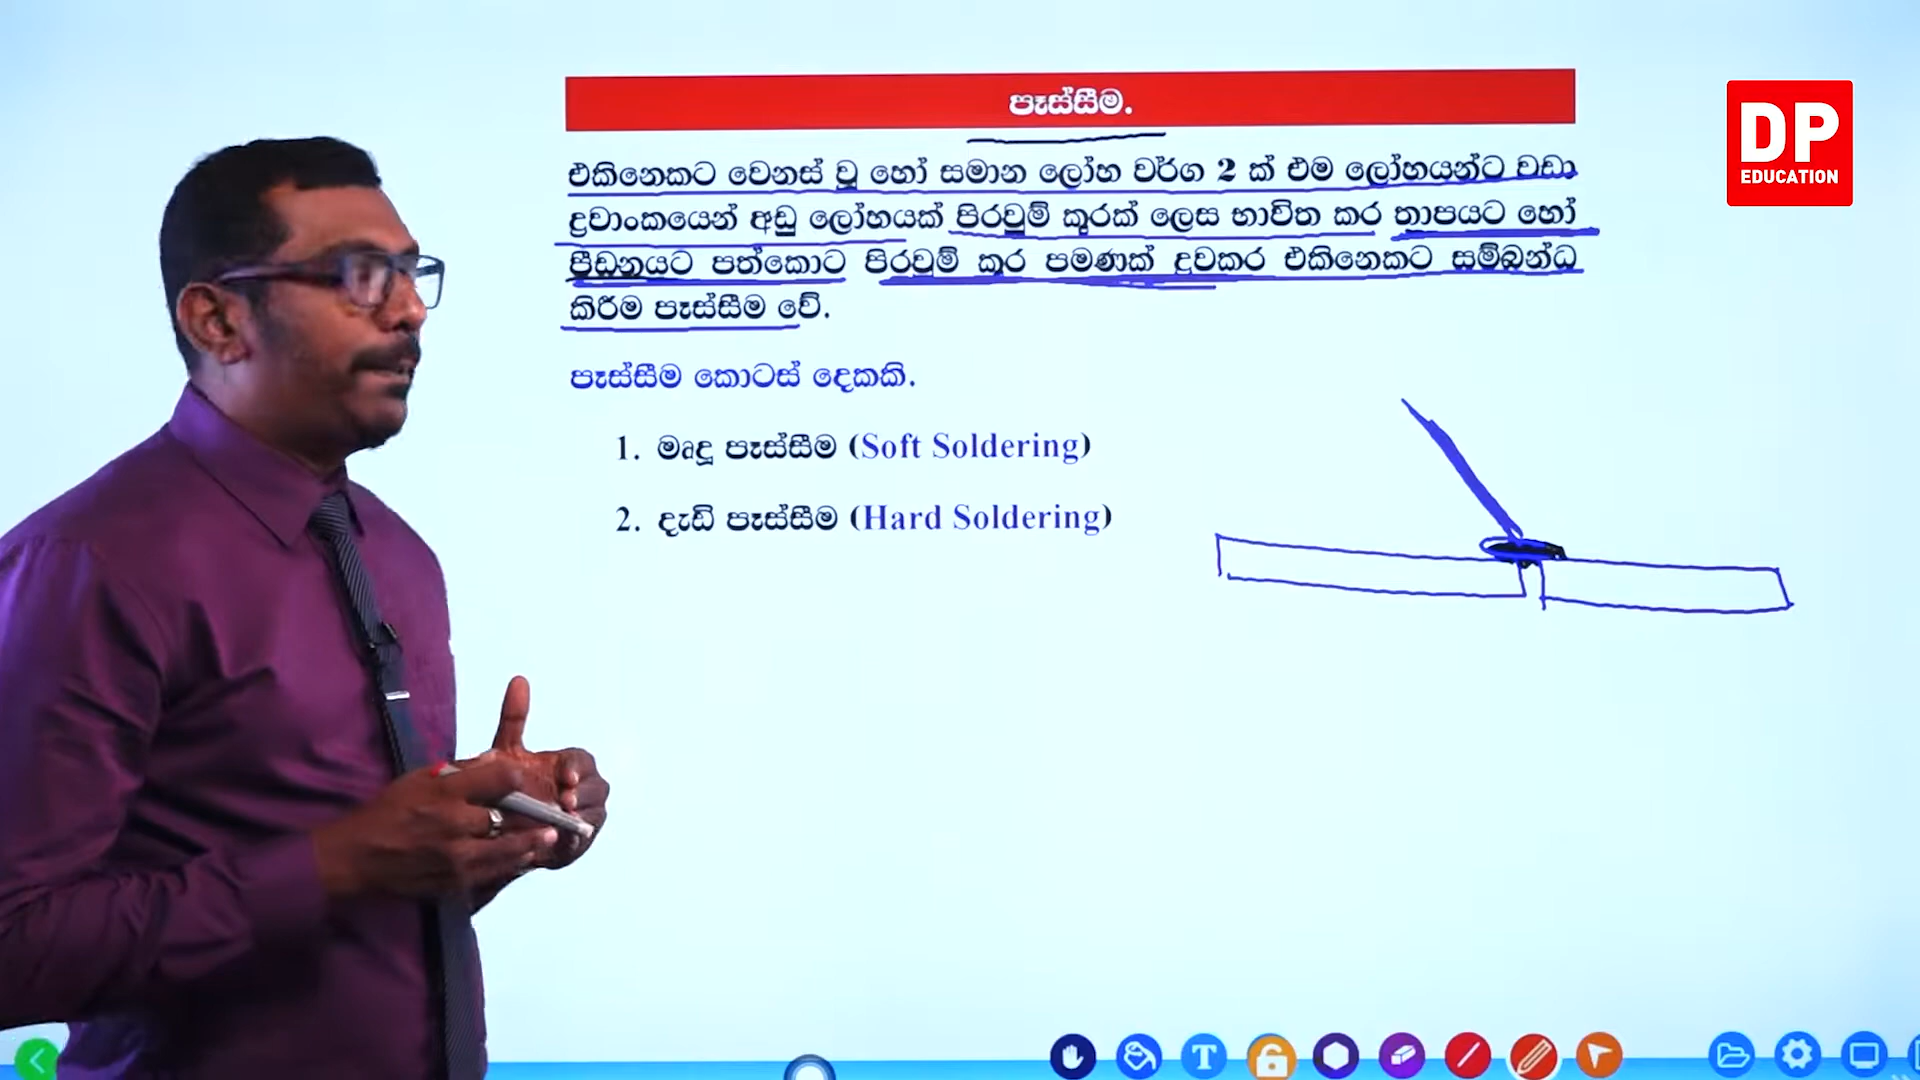 පෑස්සීම.
එකිනෙකට වෙනස් වූ හෝ සමාන ලෝහ වර්ග 2 ක් එම ලෝහයන්ට වඩා
ද්‍රවාංකයෙන් අඩු ලෝහයක් පිරවුම් කූරක් ලෙස භාවිත කර තාපයට හෝ
පීඩනයට පත්කොට පිරවුම් කූර පමණක් ද්‍රවකර එකිනෙකට සම්බන්ධ
කිරීම පෑස්සීම වේ.
පෑස්සීම කොටස් දෙකකි.
1. මෘදු පෑස්සීම (Soft Soldering)
2. දැඩි පෑස්සීම (Hard Soldering)
DP
EDUCATION
T